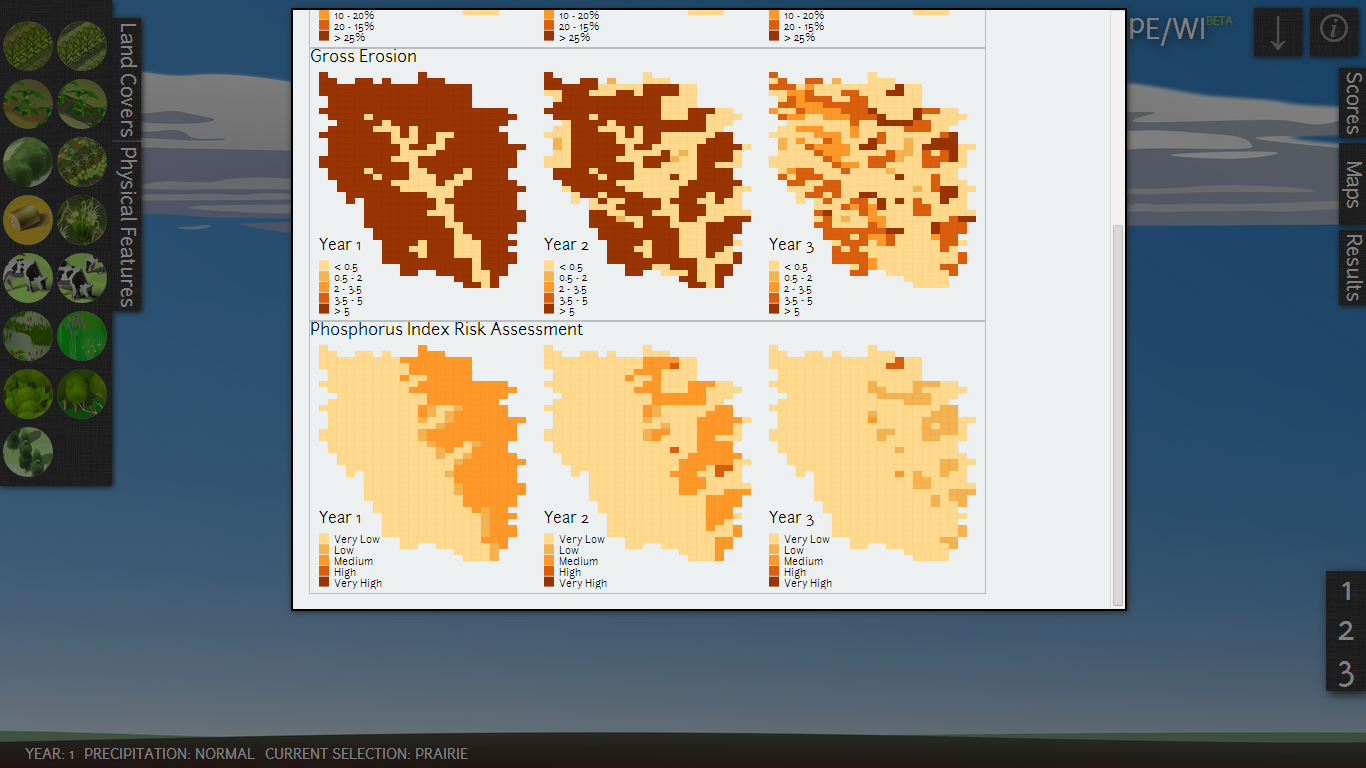 10 - 20%
20 - 15%
> 25%
10 - 20%
20 - 15%
> 25%
10 - 20%
20 - 15%
> 25%
PE/WI BETA
i
Land Covers
Physical Features
Scores
Maps
Results
Gross Erosion
Year 1
< 0.5
0.5 - 2
2 - 3.5
3.5 - 5
> 5
Year 2
< 0.5
0.5 - 2
2 - 3.5
3.5 - 5
> 5
Year 3
< 0.5
0.5 - 2
2 - 3.5
3.5 - 5
> 5
Phosphorus Index Risk Assessment
Year 1
Very Low
Low
Medium
High
Very High
Year 2
Very Low
Low
Medium
High
Very High
Year 3
Very Low
Low
Medium
High
Very High
1
2
3
YEAR: 1 PRECIPITATION: NORMAL CURRENT SELECTION: PRAIRIE